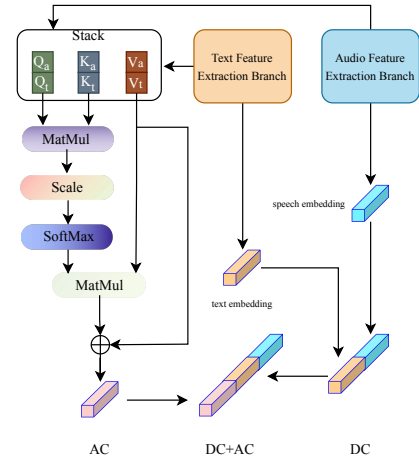 Stack
Qa
Qt
Ka
Kt
Va
Vt
Text Feature
Extraction Branch
Audio Feature
Extraction Branch
MatMul
Scale
SoftMax
MatMul
speech embedding
text embedding
AC
DC+AC
DC